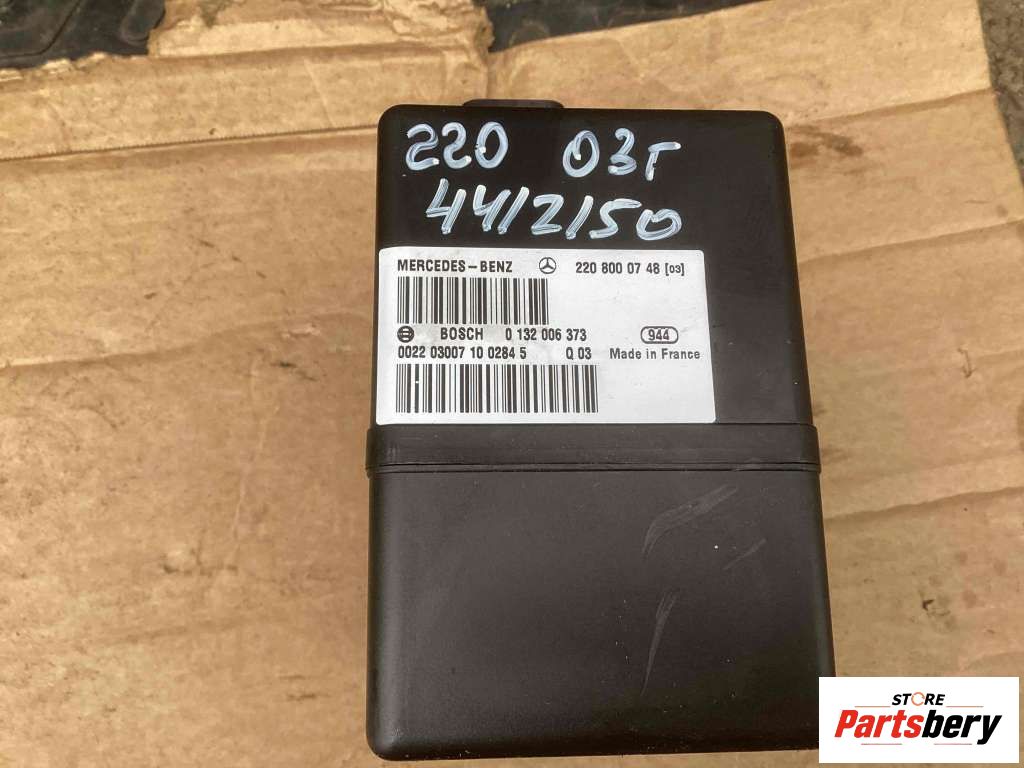 220 03г
4412150
MERCEDES-BENZ 220 800 07 48 [03]
BOSCH 0 132 006 373 944
0022 03007 10 0284 5 Q 03 Made in France
STORE
Partsbery